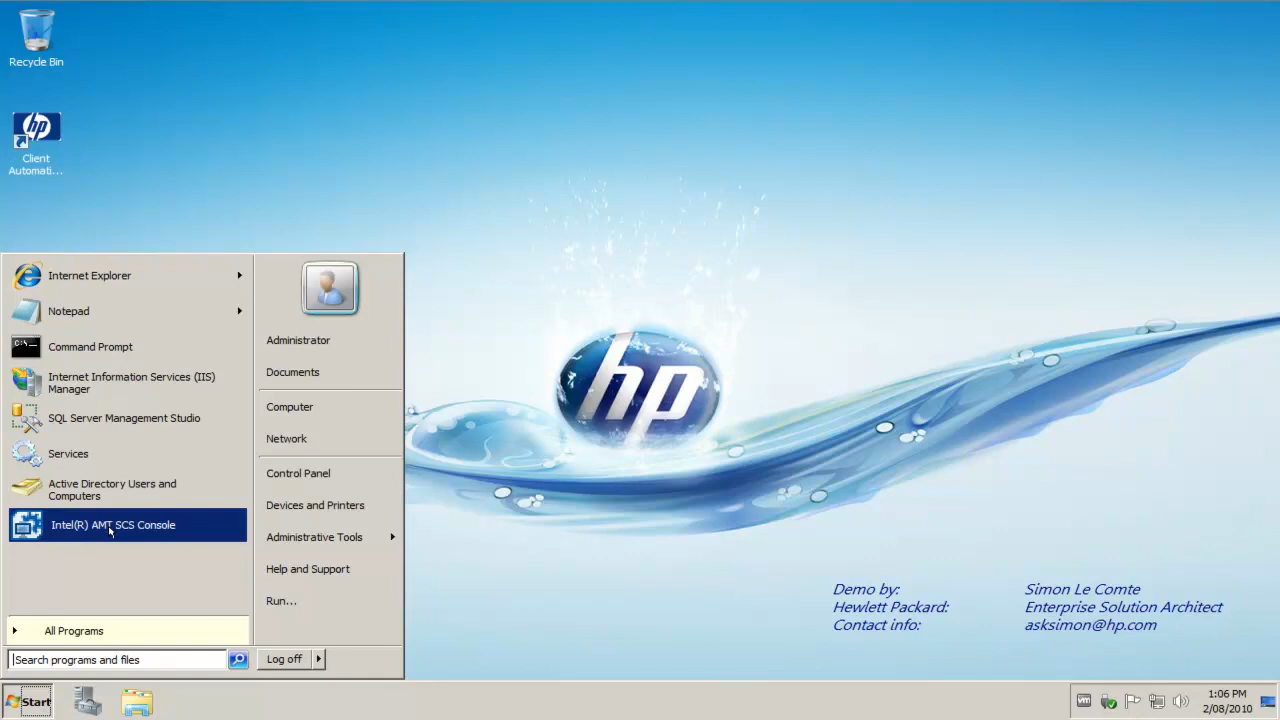 Recycle Bin
hp
Client
Automati...
Internet Explorer
Notepad
C:\-
Command Prompt
Internet Information Services (IIS)
Manager
SQL Server Management Studio
Services
Active Directory Users and
Computers
Intel(R) AMT SCS Console
All Programs
Search programs and files
Administrator
Documents
Computer
Network
Control Panel
Devices and Printers
Administrative Tools
Help and Support
Run...
Log off
hp
Demo by: Simon Le Comte
Hewlett Packard: Enterprise Solution Architect
Contact info: asksimon@hp.com
Start
vm
1:06 PM
2/08/2010